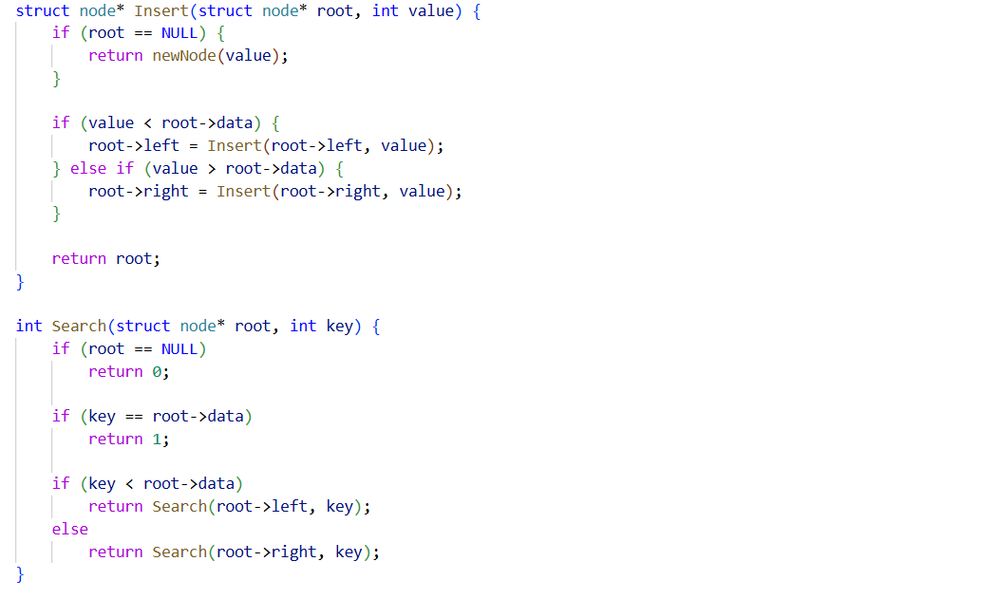 struct node* Insert(struct node* root, int value) {
    if (root == NULL) {
        return newNode(value);
    }

    if (value < root->data) {
        root->left = Insert(root->left, value);
    } else if (value > root->data) {
        root->right = Insert(root->right, value);
    }

    return root;
}

int Search(struct node* root, int key) {
    if (root == NULL)
        return 0;

    if (key == root->data)
        return 1;

    if (key < root->data)
        return Search(root->left, key);
    else
        return Search(root->right, key);
}